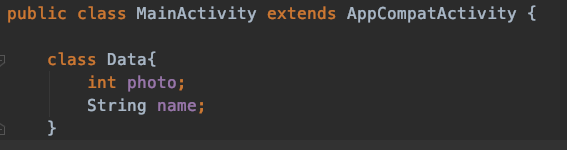 public class MainActivity extends AppCompatActivity {
class Data{
int photo;
String name;
}